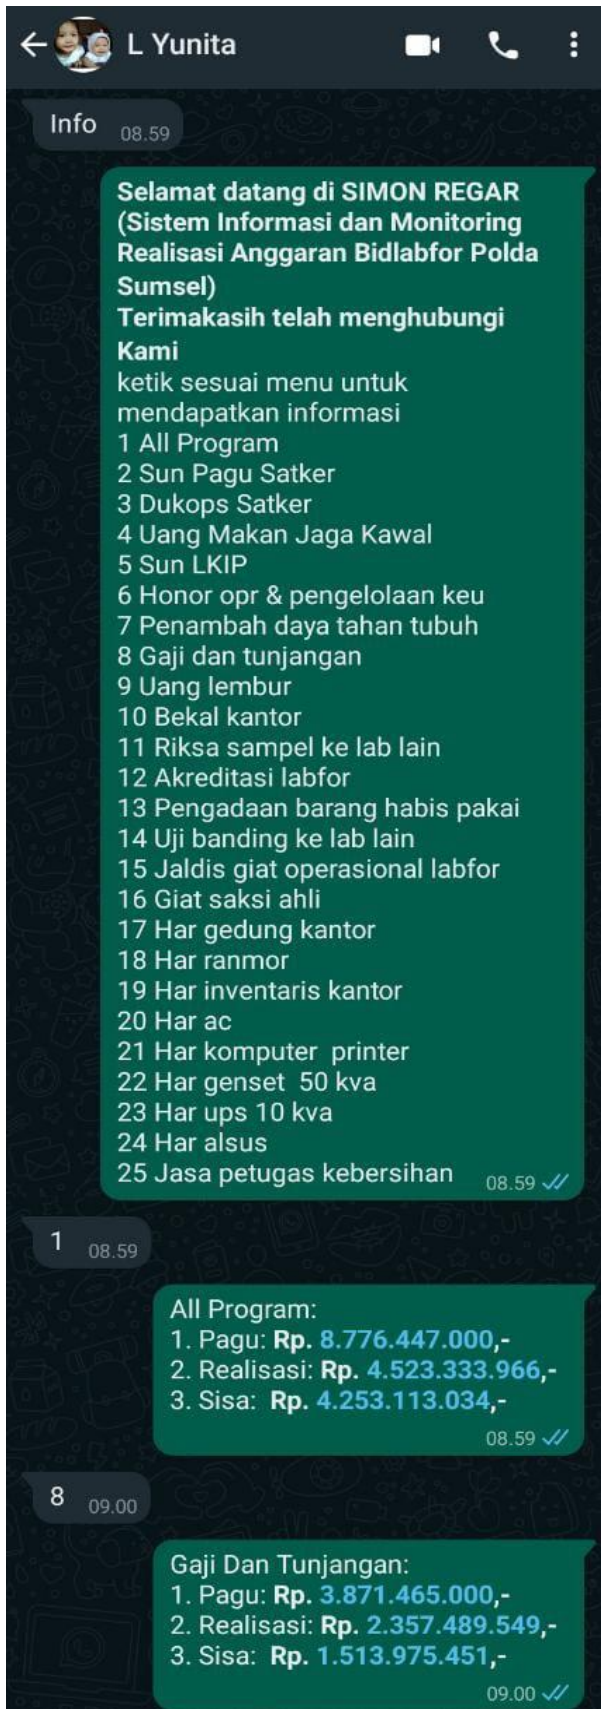 L Yunita
Info 08.59
Selamat datang di SIMON REGAR
(Sistem Informasi dan Monitoring
Realisasi Anggaran Bidlabfor Polda
Sumsel)
Terimakasih telah menghubungi
Kami
ketik sesuai menu untuk
mendapatkan informasi
1 All Program
2 Sun Pagu Satker
3 Dukops Satker
4 Uang Makan Jaga Kawal
5 Sun LKIP
6 Honor opr & pengelolaan keu
7 Penambah daya tahan tubuh
8 Gaji dan tunjangan
9 Uang lembur
10 Bekal kantor
11 Riksa sampel ke lab lain
12 Akreditasi labfor
13 Pengadaan barang habis pakai
14 Uji banding ke lab lain
15 Jaldis giat operasional labfor
16 Giat saksi ahli
17 Har gedung kantor
18 Har ranmor
19 Har inventaris kantor
20 Har ac
21 Har komputer printer
22 Har genset 50 kva
23 Har ups 10 kva
24 Har alsus
25 Jasa petugas kebersihan 08.59
1 08.59
All Program:
1. Pagu: Rp. 8.776.447.000,-
2. Realisasi: Rp. 4.523.333.966,-
3. Sisa: Rp. 4.253.113.034,-
08.59
8 09.00
Gaji Dan Tunjangan:
1. Pagu: Rp. 3.871.465.000,-
2. Realisasi: Rp. 2.357.489.549,-
3. Sisa: Rp. 1.513.975.451,-
09.00